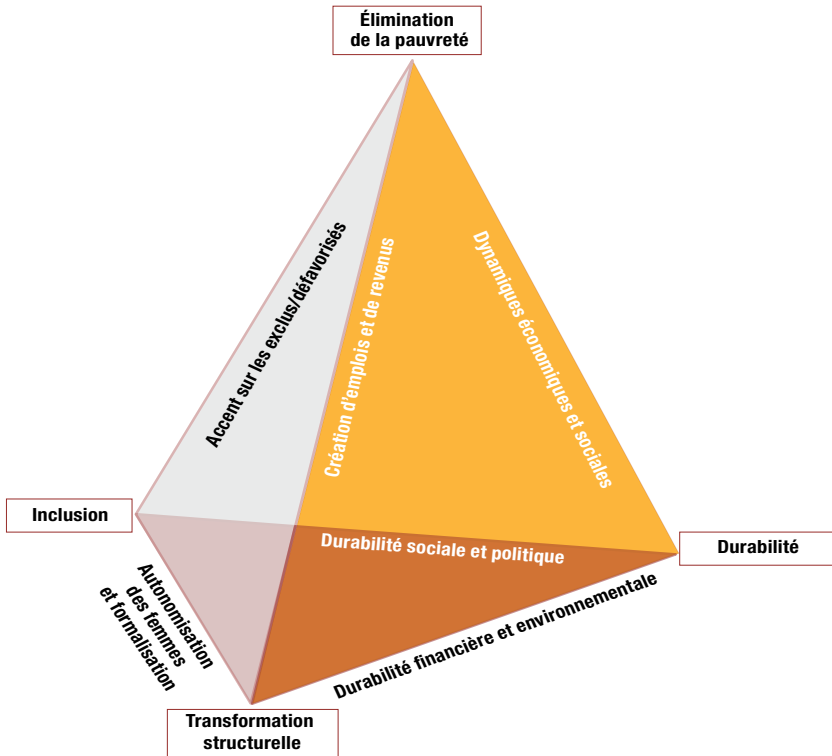 Élimination
de la pauvreté
Accent sur les exclus/défavorisés
Création d'emplois et de revenus
Dynamiques économiques et sociales
Inclusion
Durabilité sociale et politique
Durabilité
Autonomisation
des femmes
et formalisation
Durabilité financière et environnementale
Transformation
structurelle